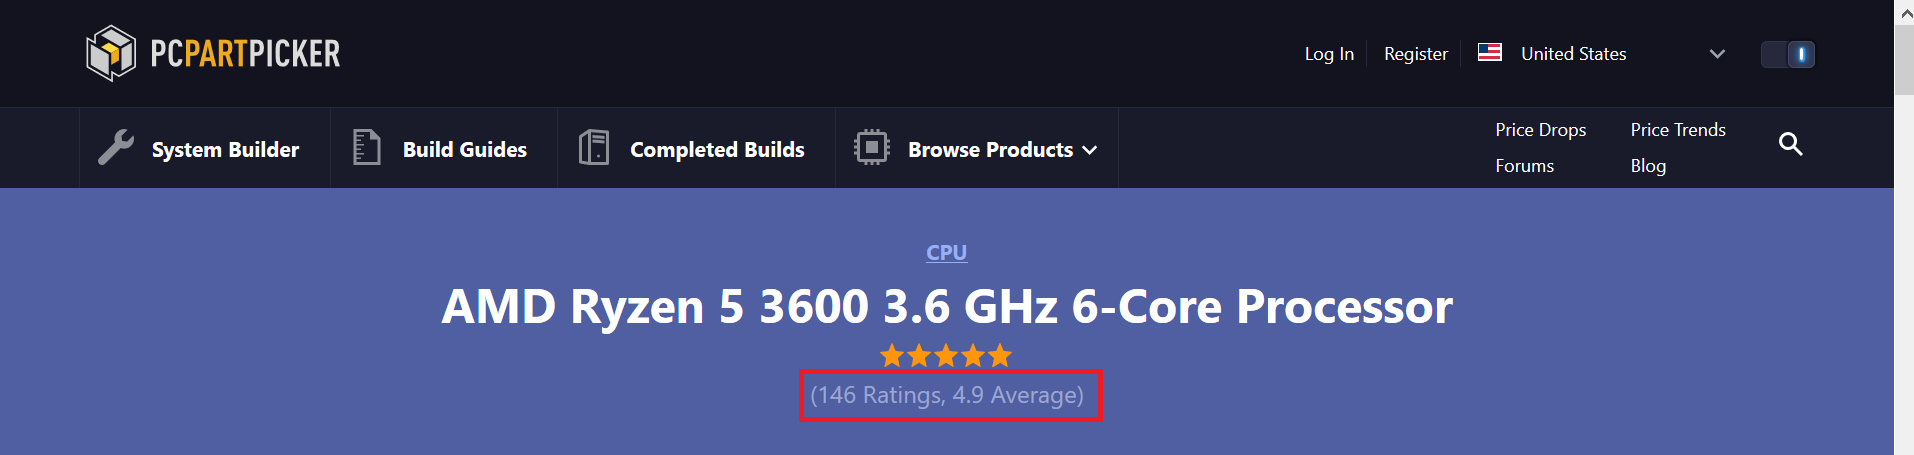 PCPARTPICKER
Log In
Register
United States
System Builder
Build Guides
Completed Builds
Browse Products
Price Drops
Price Trends
Forums
Blog
CPU
AMD Ryzen 5 3600 3.6 GHz 6-Core Processor
(146 Ratings, 4.9 Average)